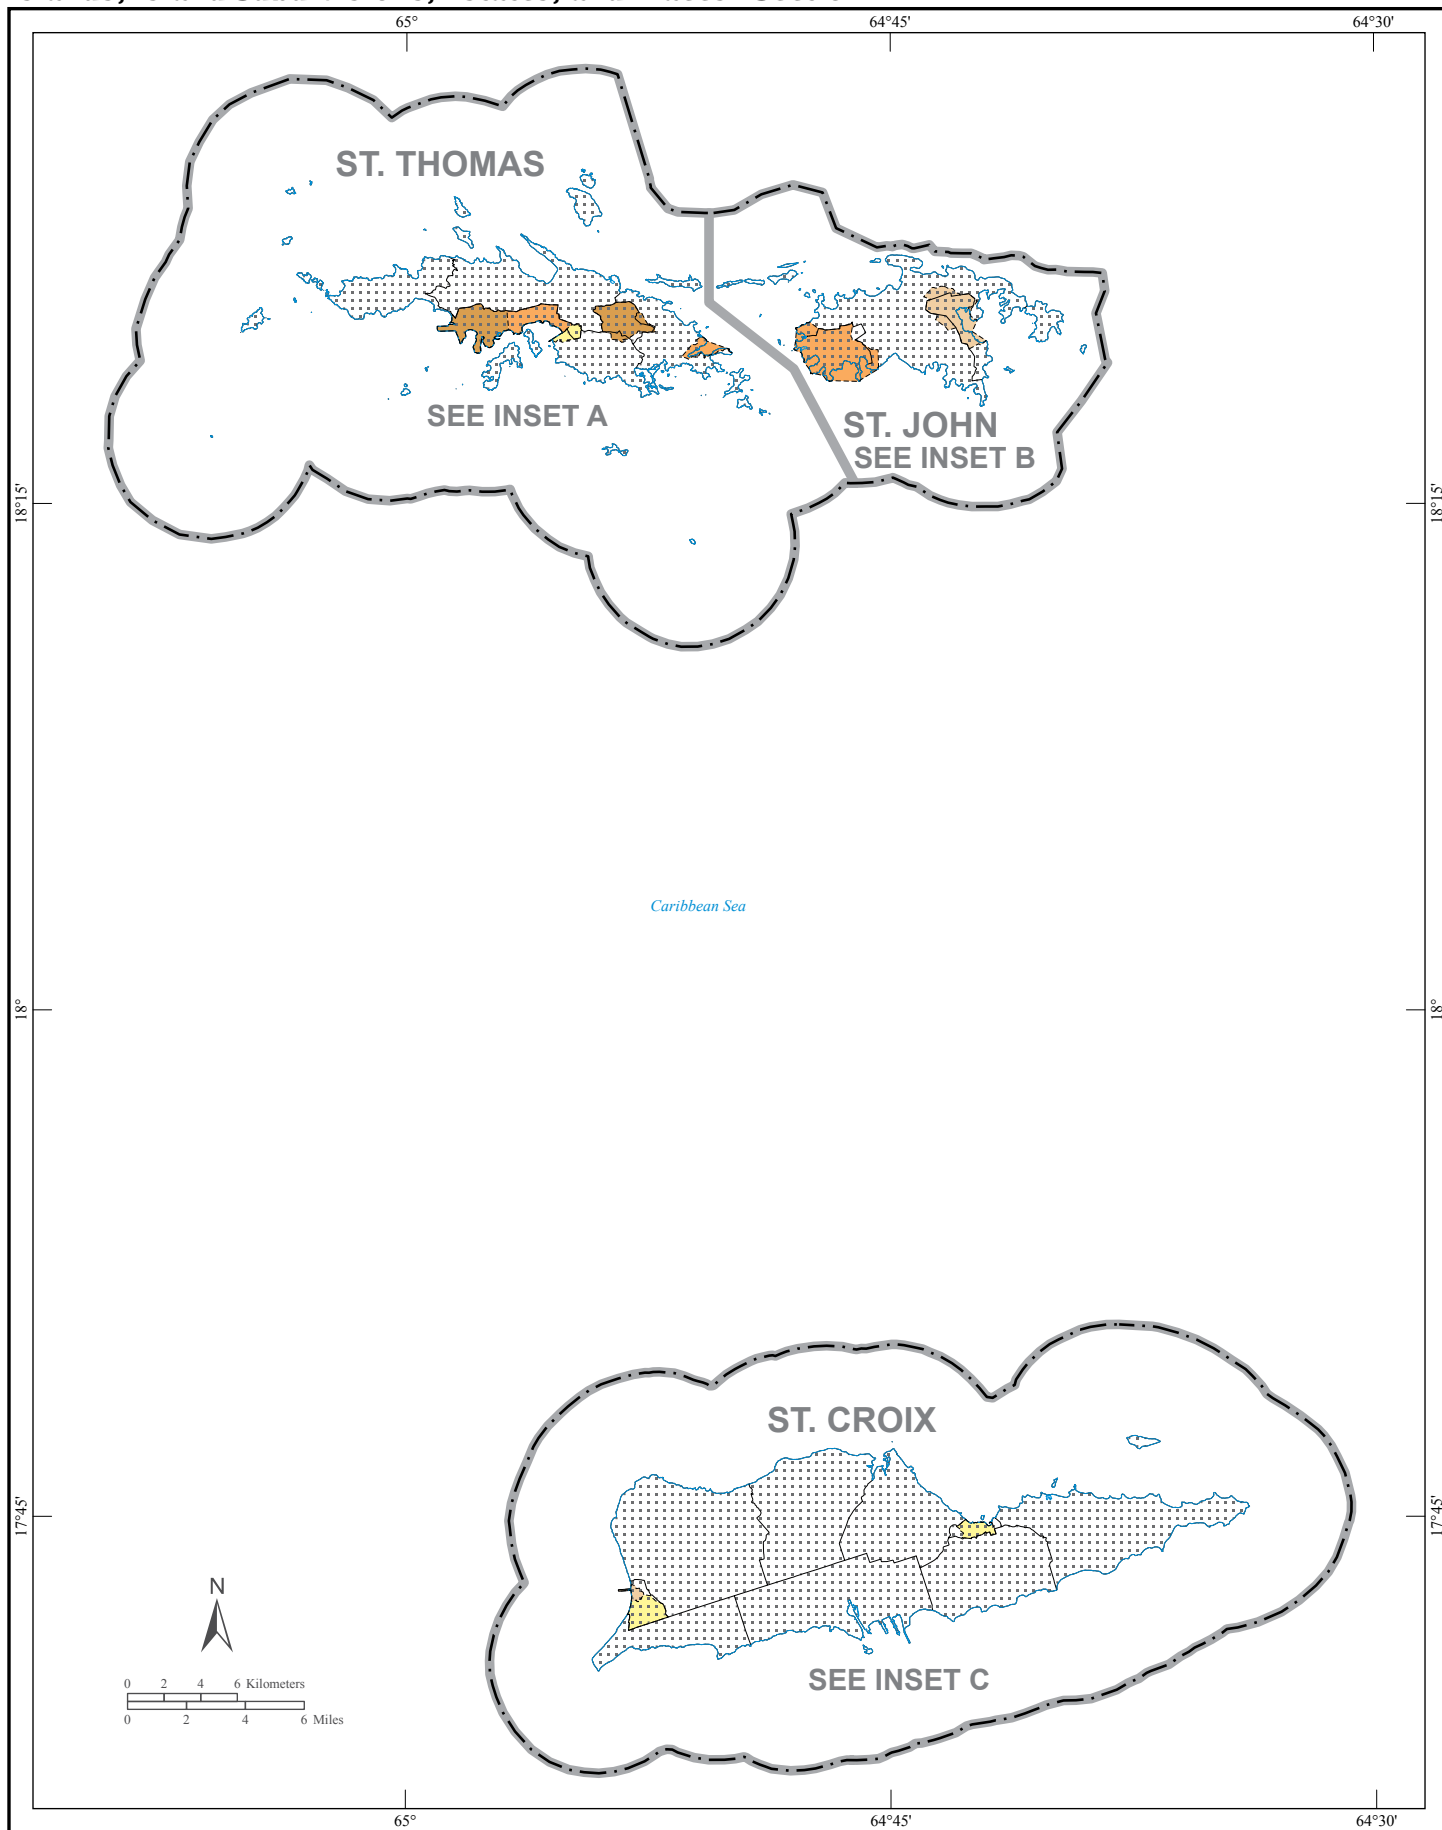 65°
64°45'
64°30'
ST. THOMAS
SEE INSET A
ST. JOHN
SEE INSET B
18°15'
18°15'
Caribbean Sea
18°
18°
ST. CROIX
17°45'
17°45'
N
SEE INSET C
0 2 4 6 Kilometers
0 2 4 6 Miles
65°
64°45'
64°30'